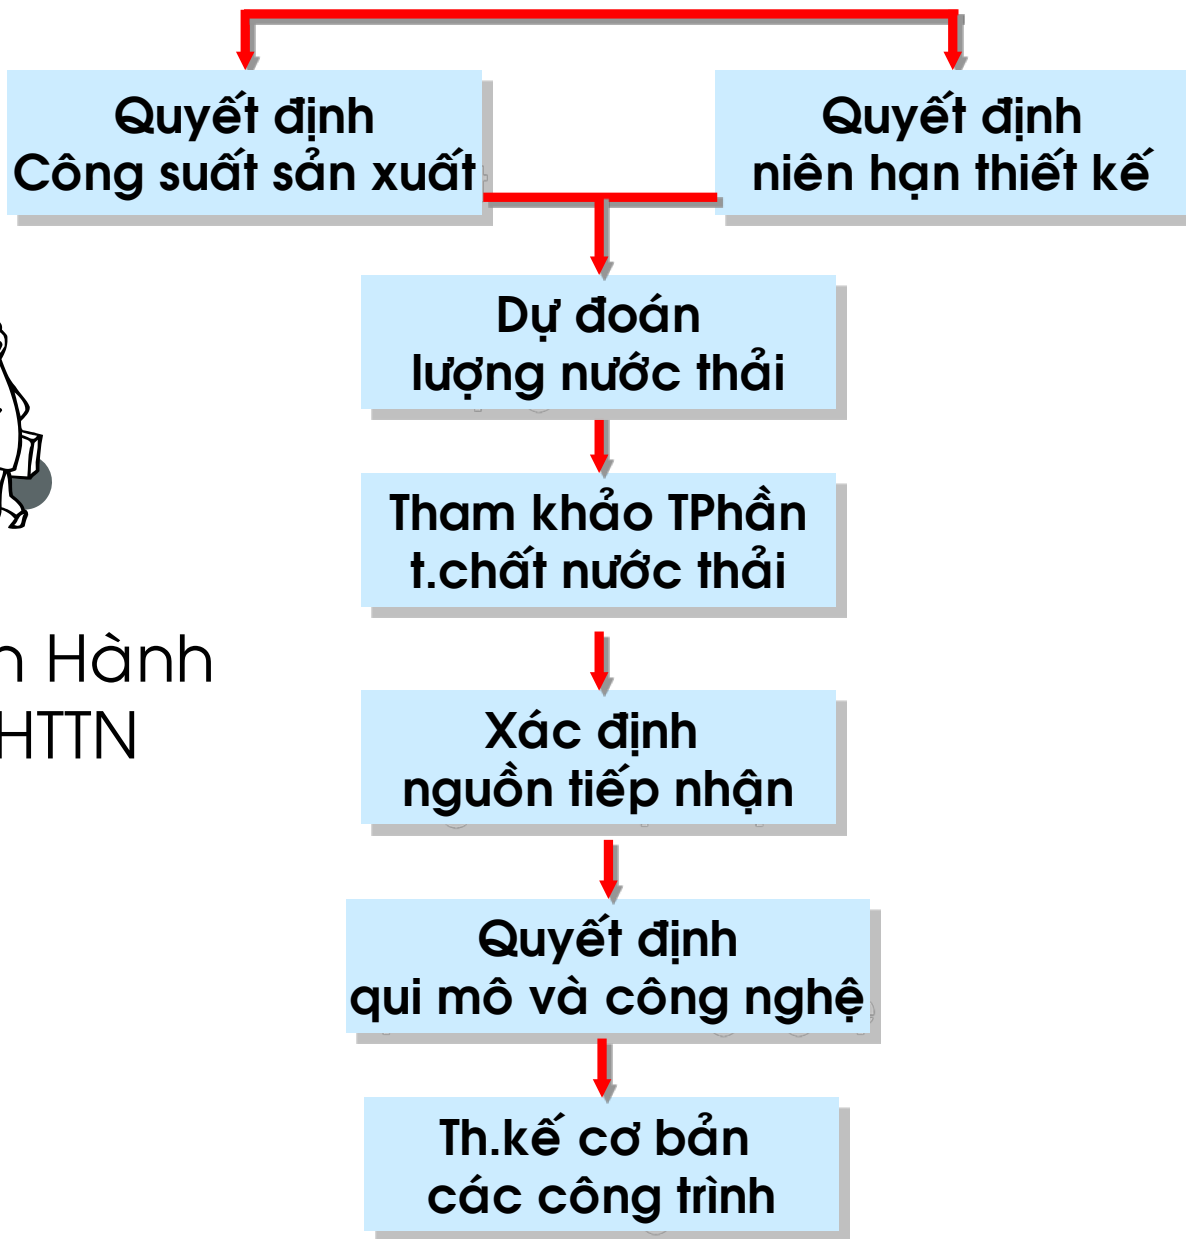 Quyết định
Công suất sản xuất
Quyết định
niên hạn thiết kế
Dự đoán
lượng nước thải
Tham khảo TPhần
t.chất nước thải
Hành
HTTN
Xác định
nguồn tiếp nhận
Quyết định
qui mô và công nghệ
Th.kế cơ bản
các công trình